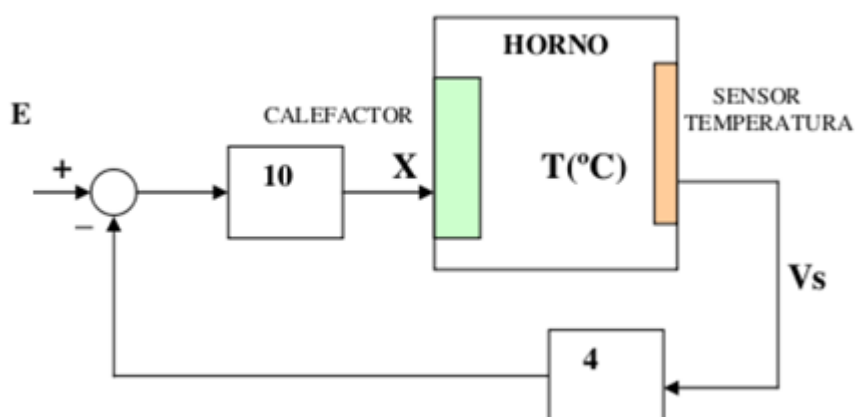 HORNO
E
CALEFACTOR
SENSOR
TEMPERATURA
+
10
X
T(ºC)
−
Vs
4